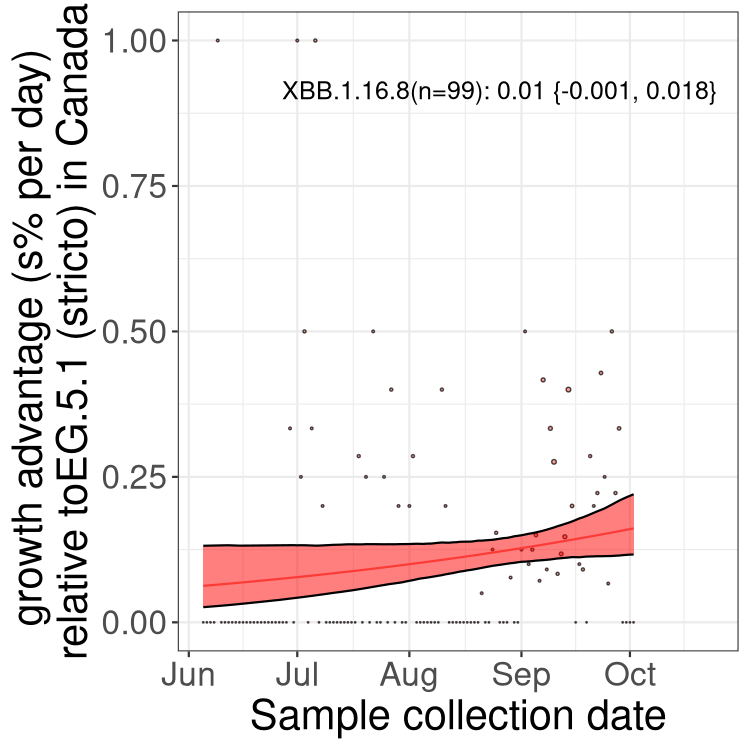 growth advantage (s% per day)
relative toEG.5.1 (stricto) in Canada
1.00
0.75
0.50
0.25
0.00
XBB.1.16.8(n=99): 0.01 {-0.001, 0.018}
Jun Jul Aug Sep Oct
Sample collection date